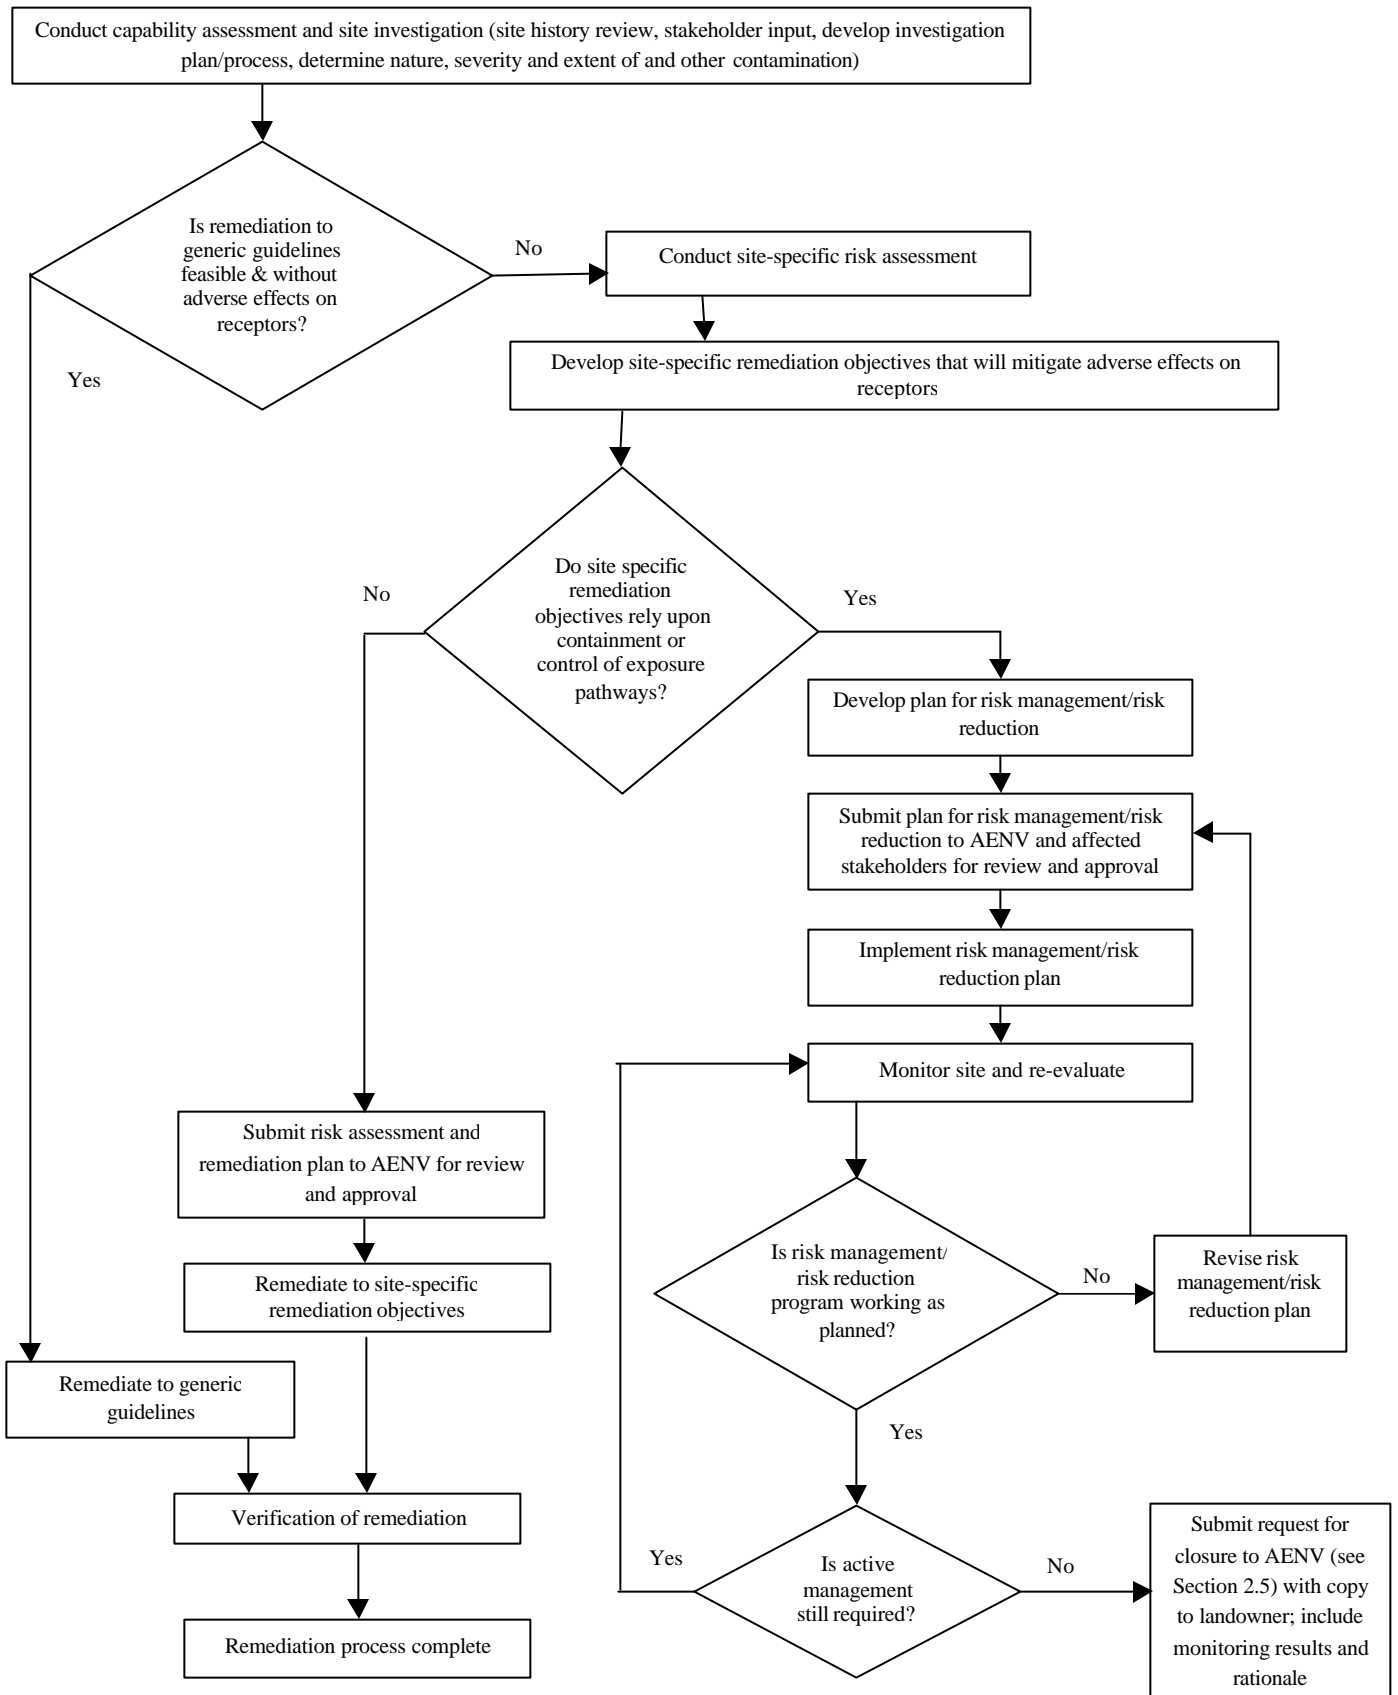 Conduct capability assessment and site investigation (site history review, stakeholder input, develop investigation
plan/process, determine nature, severity and extent of and other contamination)
Is remediation to
generic guidelines
feasible & without
adverse effects on
receptors?
No
Conduct site-specific risk assessment
Yes
Develop site-specific remediation objectives that will mitigate adverse effects on
receptors
Do site specific
remediation
objectives rely upon
containment or
control of exposure
pathways?
No
Yes
Develop plan for risk management/risk
reduction
Submit plan for risk management/risk
reduction to AENV and affected
stakeholders for review and approval
Implement risk management/risk
reduction plan
Monitor site and re-evaluate
Submit risk assessment and
remediation plan to AENV for review
and approval
Is risk management/
risk reduction
program working as
planned?
No
Revise risk
management/risk
reduction plan
Remediate to site-specific
remediation objectives
Remediate to generic
guidelines
Yes
Verification of remediation
Yes
Is active
management
still required?
No
Submit request for
closure to AENV (see
Section 2.5) with copy
to landowner; include
monitoring results and
rationale
Remediation process complete